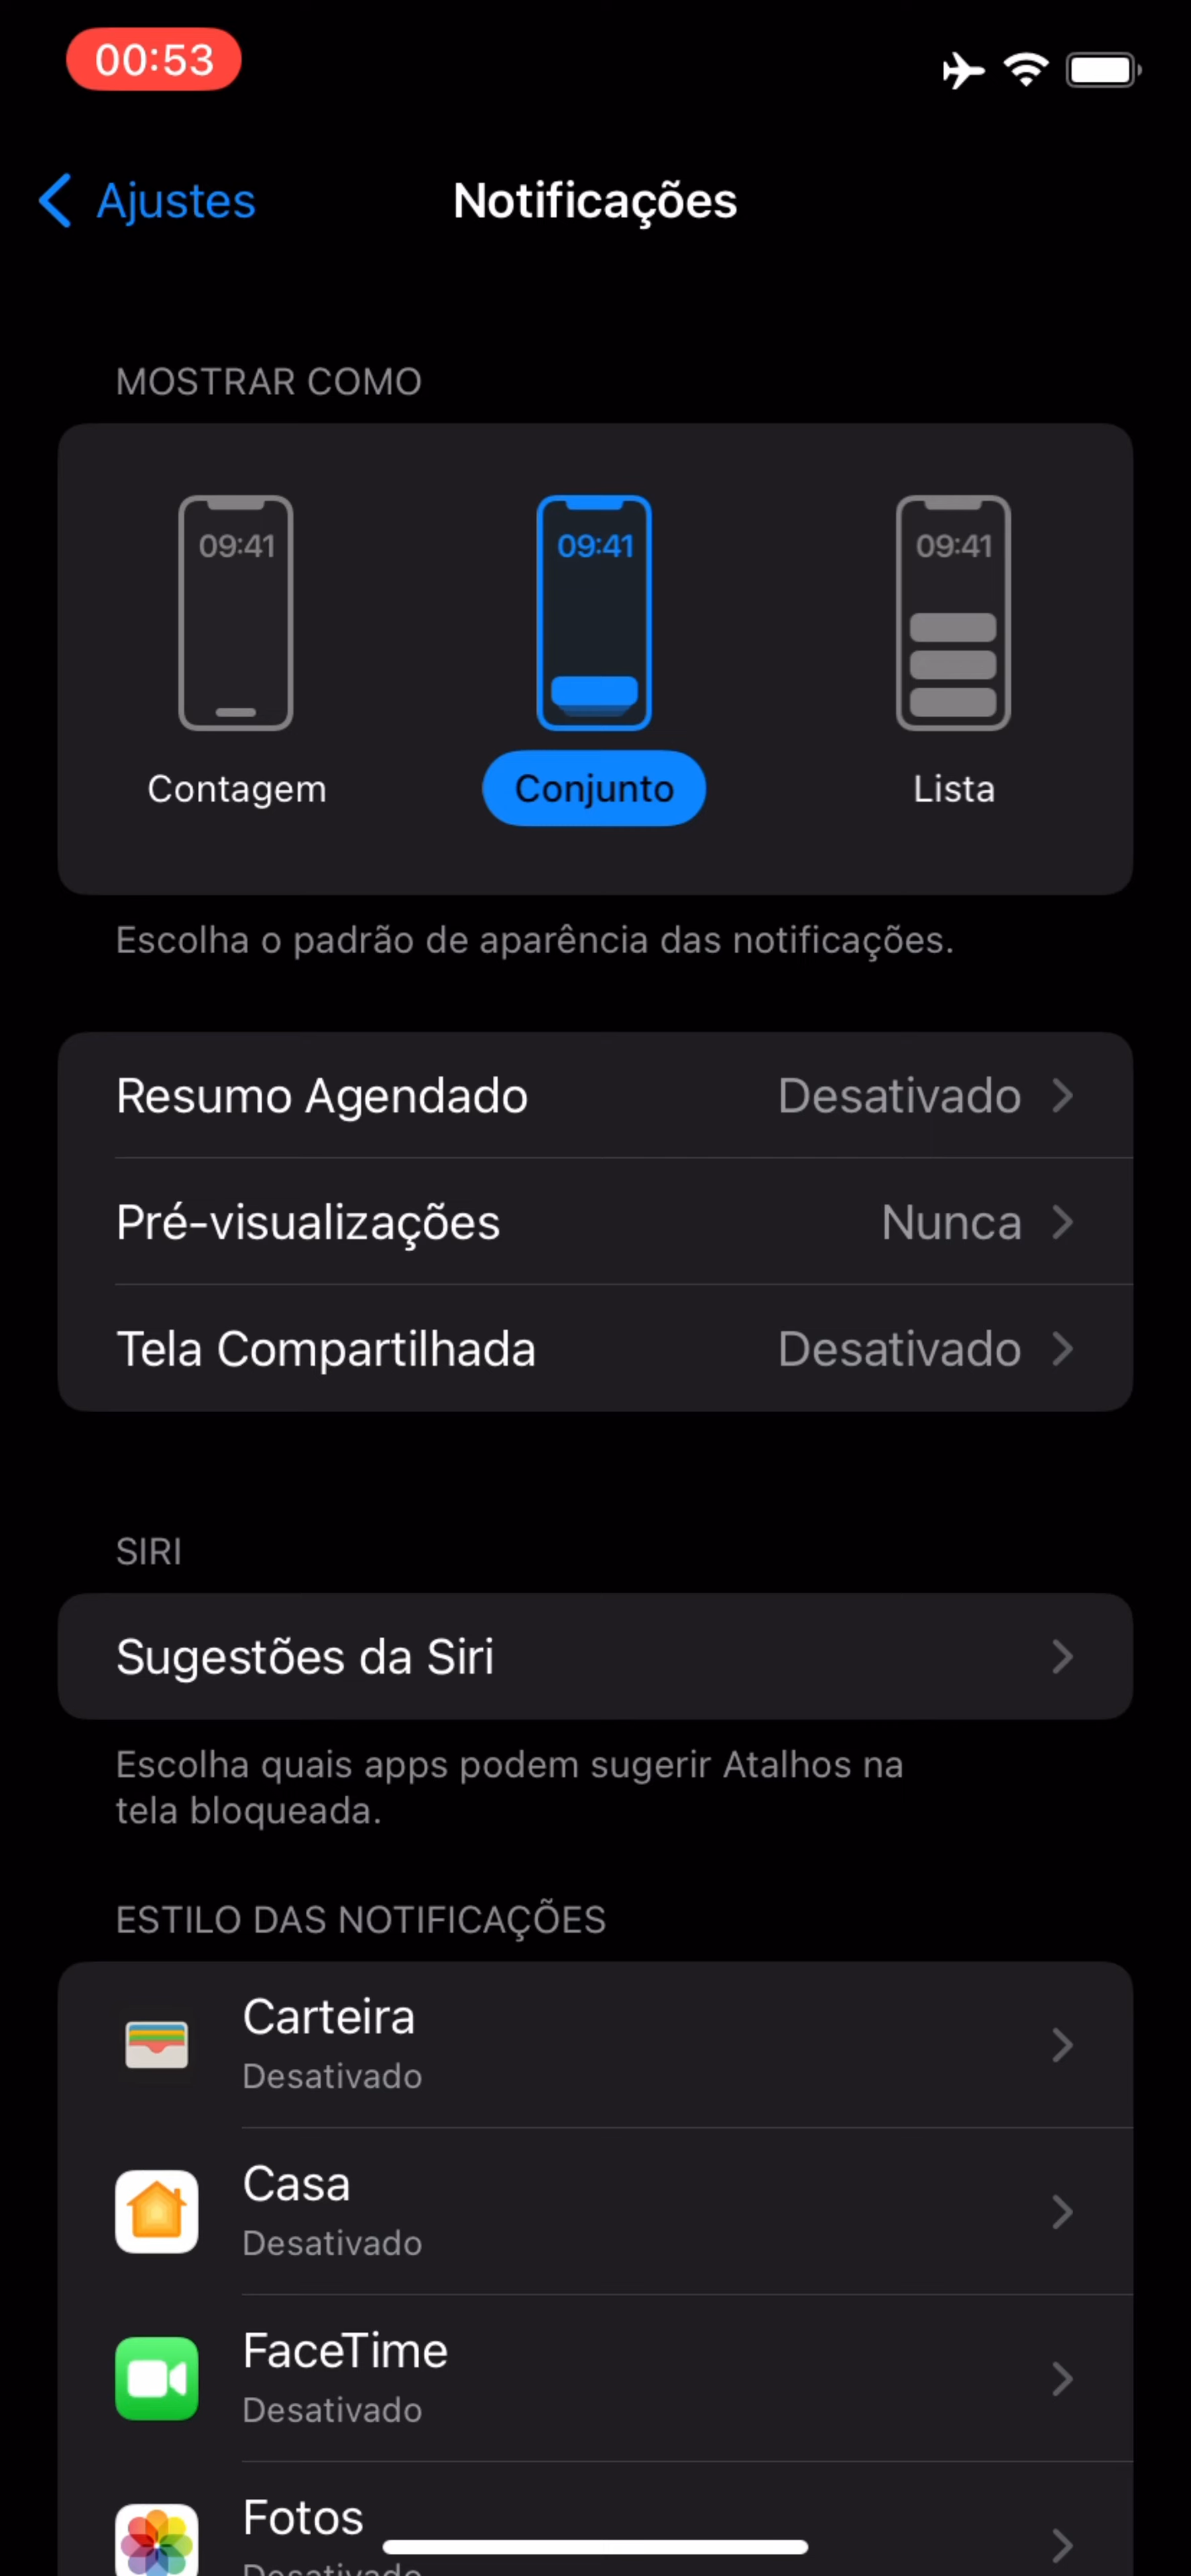 00:53
Ajustes
Notificações
MOSTRAR COMO
09:41
09:41
09:41
Contagem
Conjunto
Lista
Escolha o padrão de aparência das notificações.
Resumo Agendado Desativado
Pré-visualizações Nunca
Tela Compartilhada Desativado
SIRI
Sugestões da Siri
Escolha quais apps podem sugerir Atalhos na
tela bloqueada.
ESTILO DAS NOTIFICAÇÕES
Carteira
Desativado
Casa
Desativado
FaceTime
Desativado
Fotos
Desativado